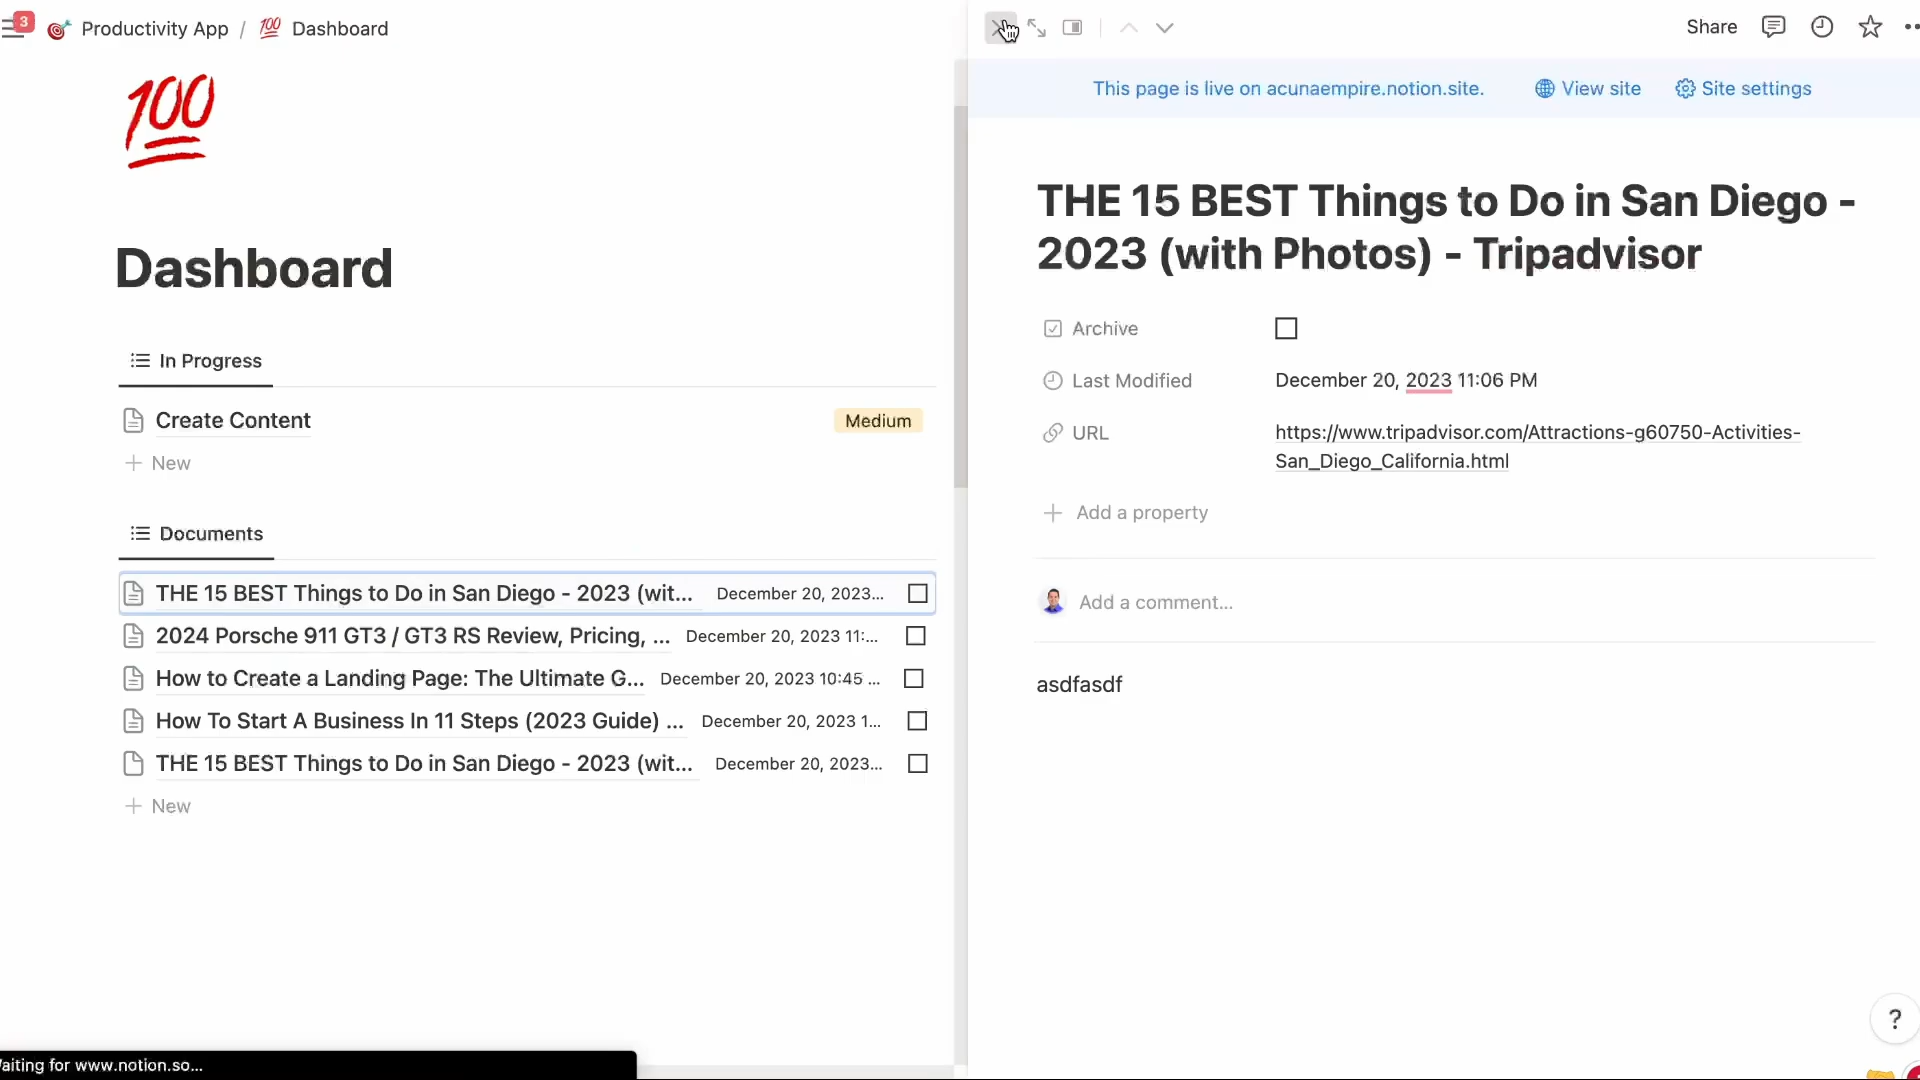 3
Productivity App / 💯 Dashboard
Share
This page is live on acunaempire.notion.site.
View site
Site settings
100
Dashboard
THE 15 BEST Things to Do in San Diego -
2023 (with Photos) - Tripadvisor
Archive
Last Modified
December 20, 2023 11:06 PM
URL
https://www.tripadvisor.com/Attractions-g60750-Activities-
San_Diego_California.html
+ Add a property
Add a comment...
asdfasdf
In Progress
Create Content
Medium
+ New
Documents
THE 15 BEST Things to Do in San Diego - 2023 (wit... December 20, 2023...
2024 Porsche 911 GT3 / GT3 RS Review, Pricing, ... December 20, 2023 11:...
How to Create a Landing Page: The Ultimate G... December 20, 2023 10:45 ...
How To Start A Business In 11 Steps (2023 Guide) ... December 20, 2023 1...
THE 15 BEST Things to Do in San Diego - 2023 (wit... December 20, 2023...
+ New
?
aiting for www.notion.so...